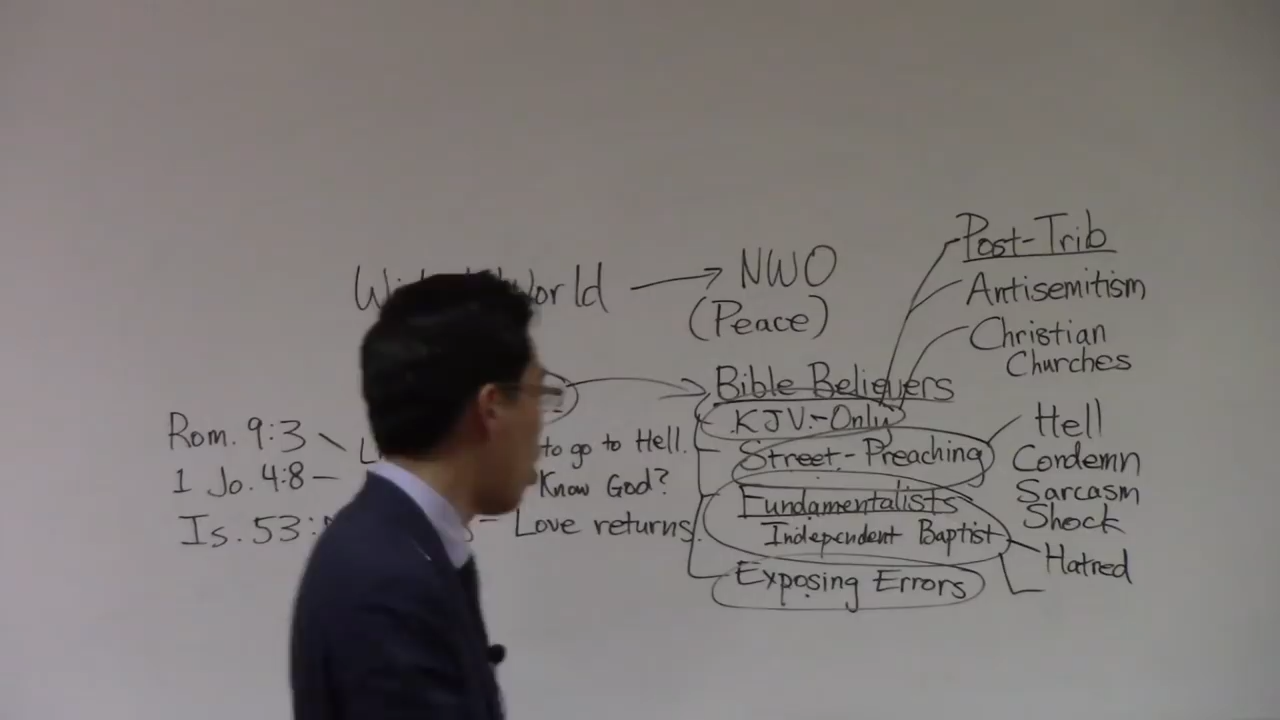 World → NWO
(Peace)
Rom. 9:3
to go to Hell.
1 Jo. 4:8 –
Know God?
Is. 53:
– Love returns.
Bible Believers
KJV-Only
Street-Preaching
Fundamentalists
Independent Baptist
Exposing Errors
Post-Trib
Antisemitism
Christian
Churches
Hell
Condemn
Sarcasm
Shock
Hatred